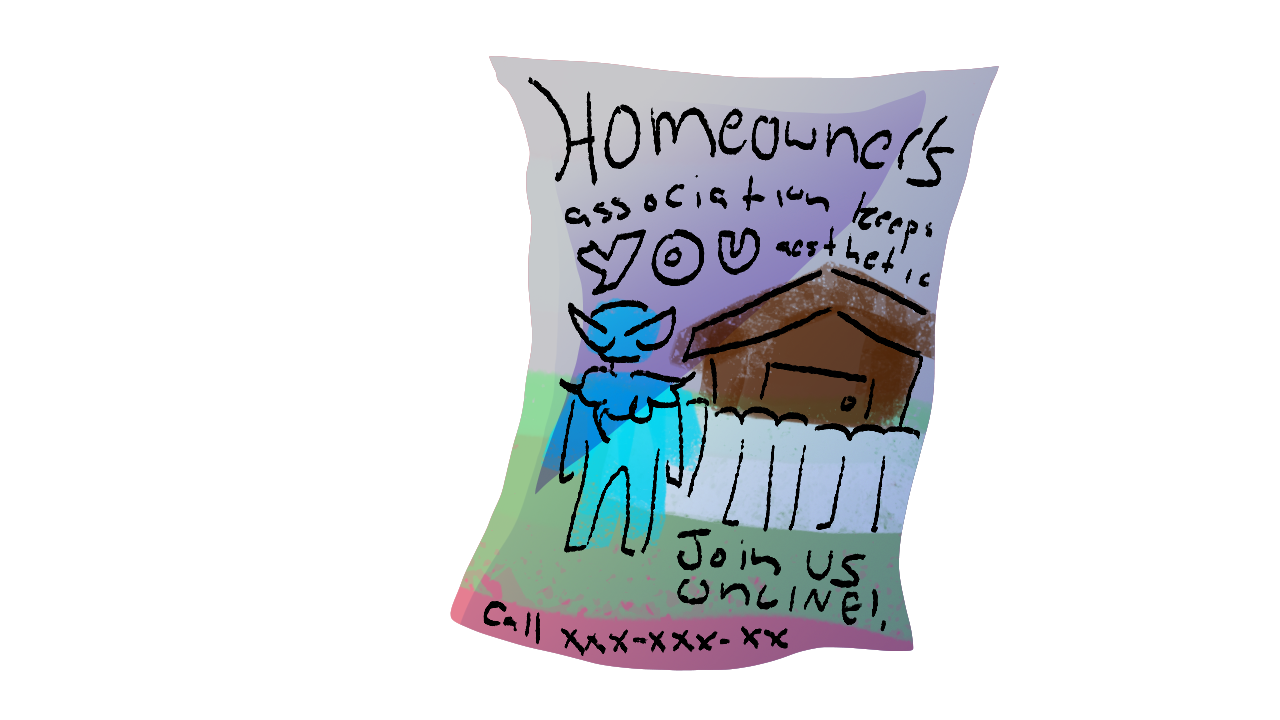 Homeowner's
association keeps
YOU aesthetic
Join us
ONLINE!
Call xxx-xxx-xx